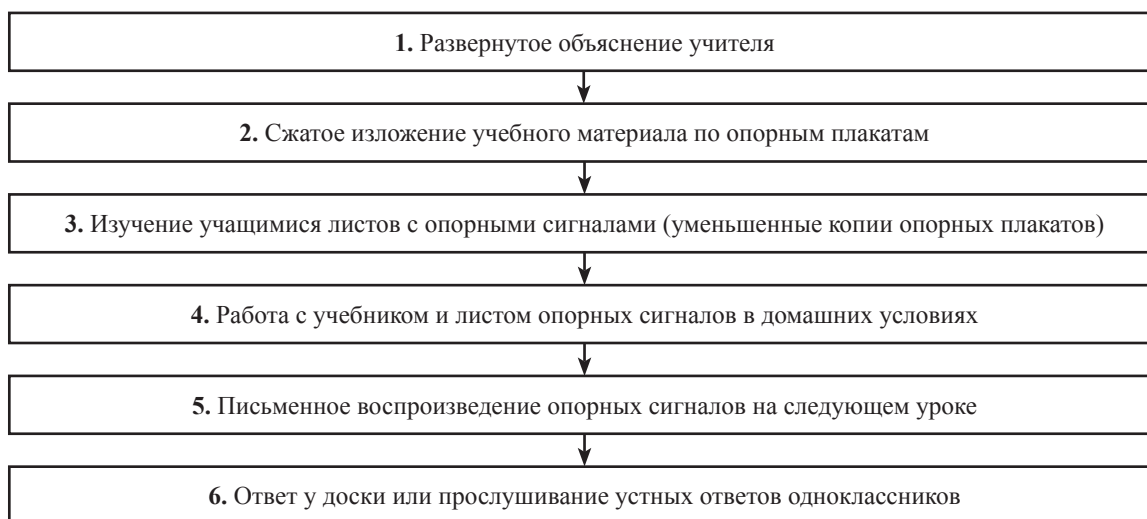 1. Развернутое объяснение учителя
2. Сжатое изложение учебного материала по опорным плакатам
3. Изучение учащимися листов с опорными сигналами (уменьшенные копии опорных плакатов)
4. Работа с учебником и листом опорных сигналов в домашних условиях
5. Письменное воспроизведение опорных сигналов на следующем уроке
6. Ответ у доски или прослушивание устных ответов одноклассников